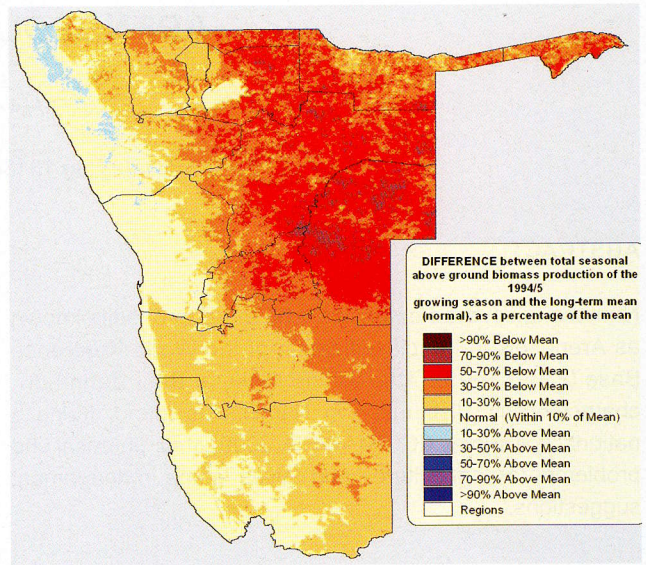 DIFFERENCE between total seasonal
above ground biomass production of the
1994/5
growing season and the long-term mean
(normal), as a percentage of the mean
>90% Below Mean
70-90% Below Mean
50-70% Below Mean
30-50% Below Mean
10-30% Below Mean
Normal (Within 10% of Mean)
10-30% Above Mean
30-50% Above Mean
50-70% Above Mean
70-90% Above Mean
>90% Above Mean
Regions